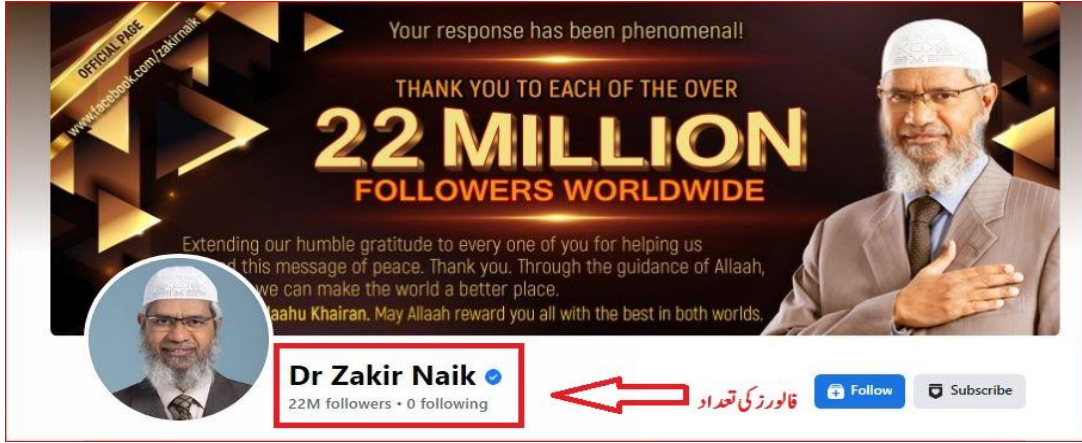 OFFICIAL PAGE
www.facebook.com/zakirnaik
Your response has been phenomenal!
THANK YOU TO EACH OF THE OVER
22 MILLION
FOLLOWERS WORLDWIDE
Extending our humble gratitude to every one of you for helping us
this message of peace. Thank you. Through the guidance of Allaah,
we can make the world a better place.
Khairan. May Allaah reward you all with the best in both worlds.
Dr Zakir Naik
22M followers • 0 following
فالورز کی تعداد
Follow
Subscribe